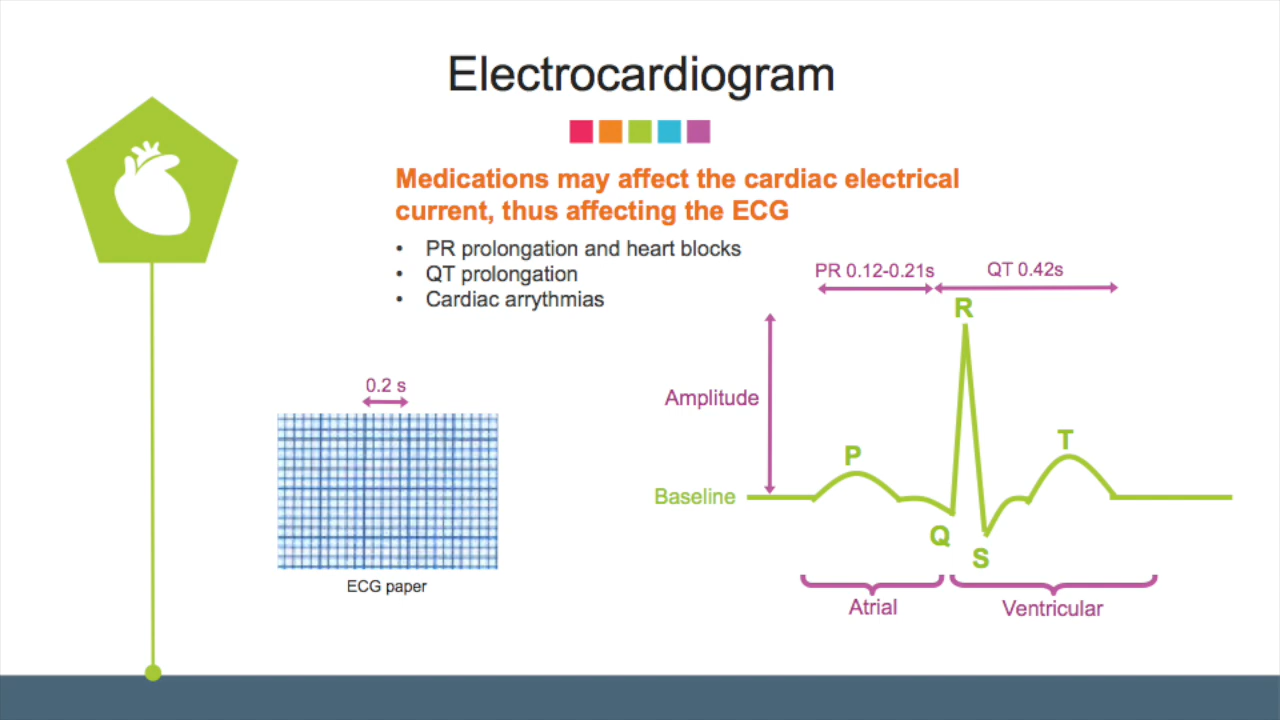 Electrocardiogram
Medications may affect the cardiac electrical
current, thus affecting the ECG
• PR prolongation and heart blocks
• QT prolongation
• Cardiac arrythmias
PR 0.12-0.21s
QT 0.42s
R
0.2 s
Amplitude
P
T
Baseline
Q
S
ECG paper
Atrial
Ventricular